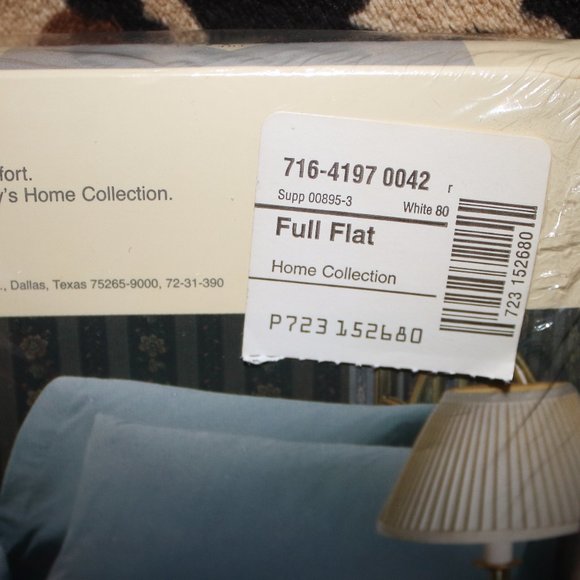 fort.
y's Home Collection.
., Dallas, Texas 75265-9000, 72-31-390
716-4197 0042 r
Supp 00895-3 White 80
Full Flat
Home Collection
P723 152680
723 152680